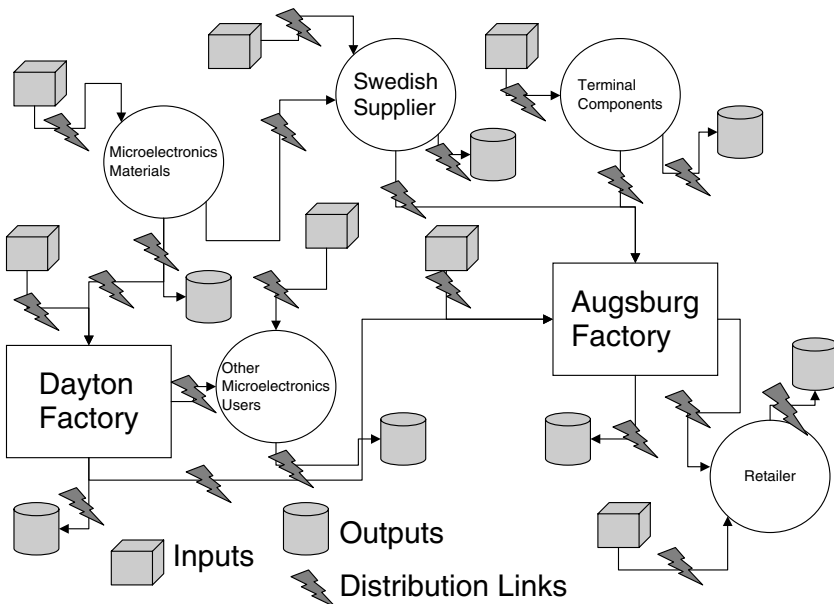 Swedish
Supplier
Terminal
Components
Microelectronics
Materials
Augsburg
Factory
Dayton
Factory
Other
Microelectronics
Users
Retailer
Inputs
Outputs
Distribution Links